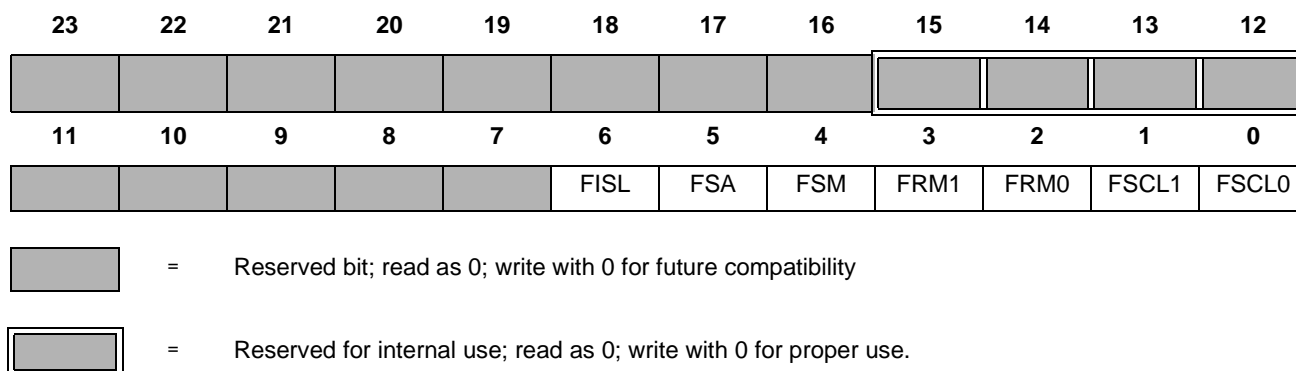 23 22 21 20 19 18 17 16 15 14 13 12
11 10 9 8 7 6 5 4 3 2 1 0
FISL FSA FSM FRM1 FRM0 FSCL1 FSCL0
= Reserved bit; read as 0; write with 0 for future compatibility
= Reserved for internal use; read as 0; write with 0 for proper use.